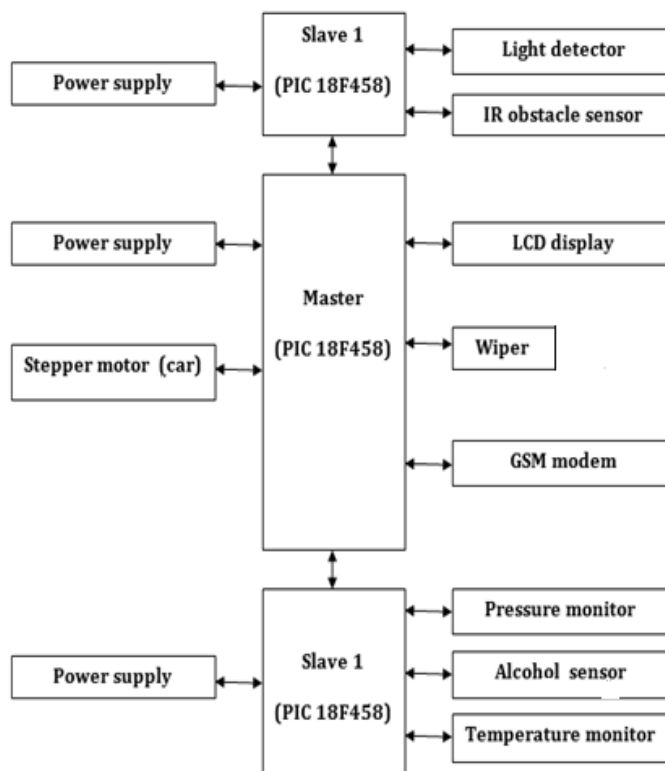 Slave 1
(PIC 18F458)
Power supply
Light detector
IR obstacle sensor
Power supply
Stepper motor (car)
Master
(PIC 18F458)
LCD display
Wiper
GSM modem
Power supply
Slave 1
(PIC 18F458)
Pressure monitor
Alcohol sensor
Temperature monitor